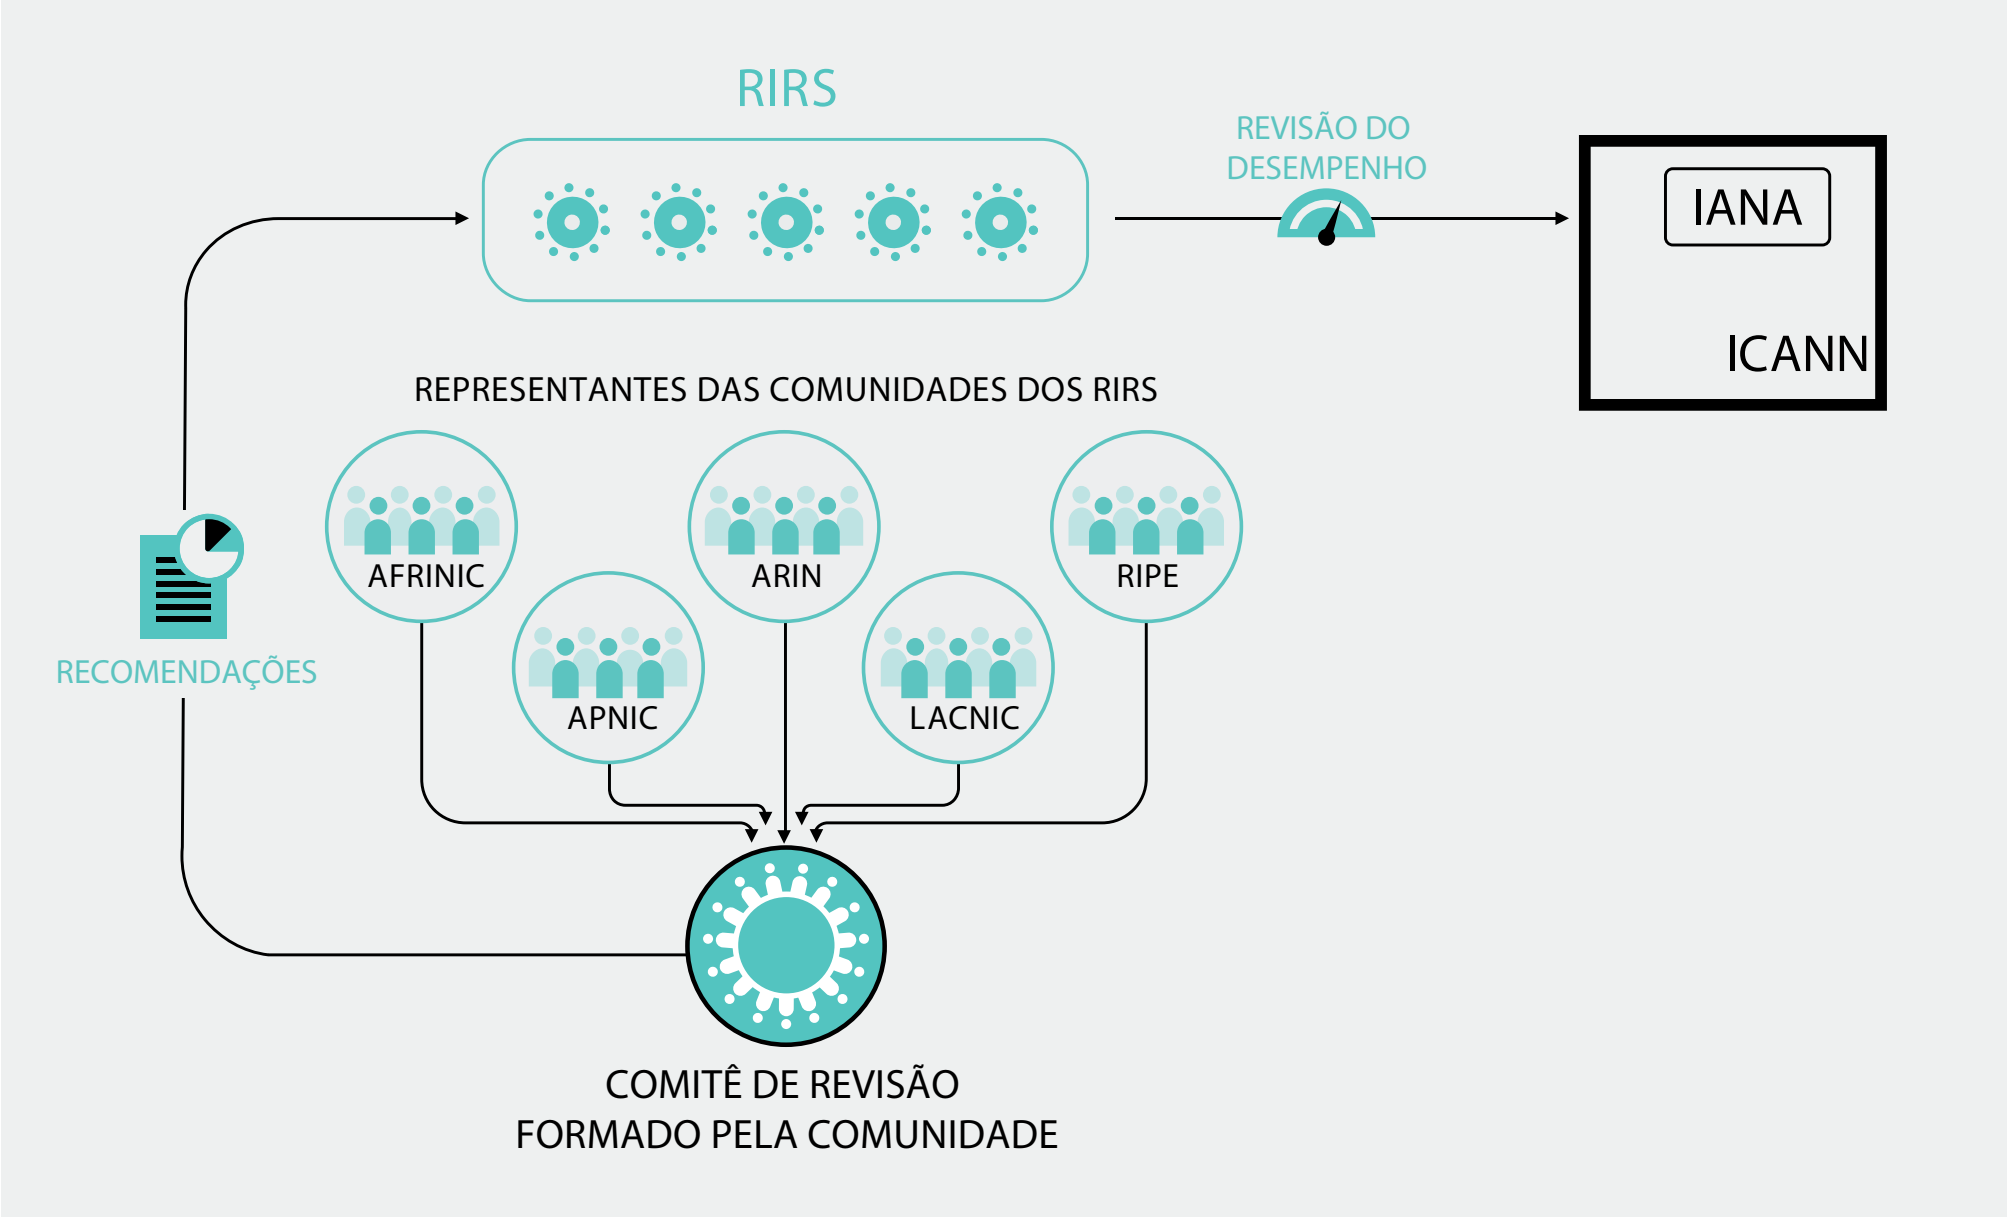 RIRS
REVISÃO DO
DESEMPENHO
IANA
ICANN
REPRESENTANTES DAS COMUNIDADES DOS RIRS
AFRINIC
ARIN
RIPE
APNIC
LACNIC
RECOMENDAÇÕES
COMITÊ DE REVISÃO
FORMADO PELA COMUNIDADE